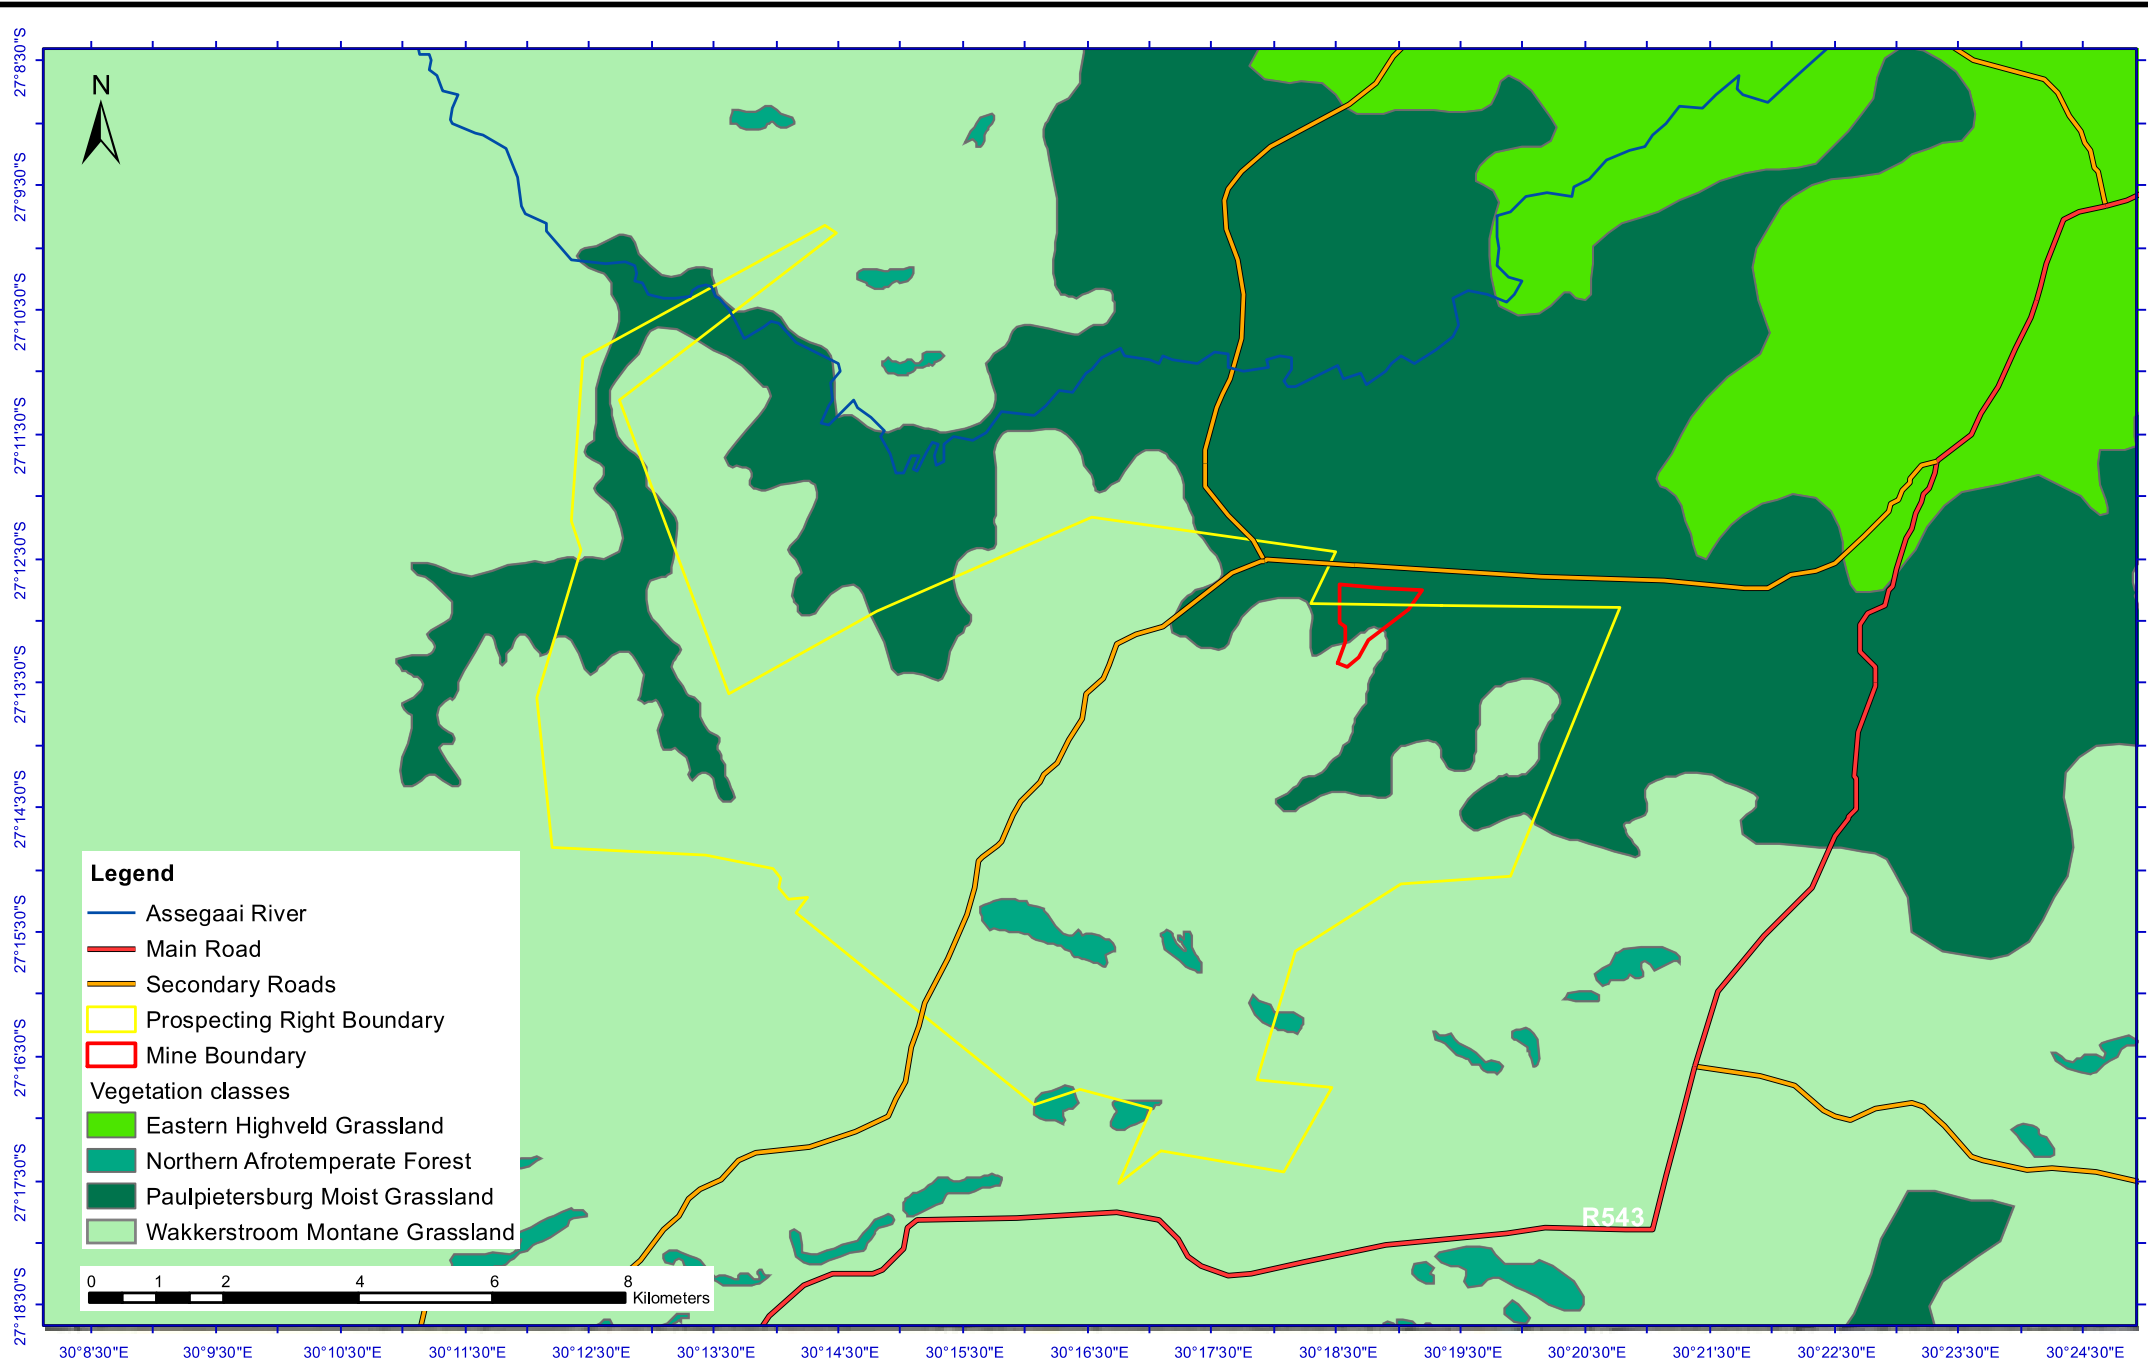 N
27°8'30"S
27°9'30"S
27°10'30"S
27°11'30"S
27°12'30"S
27°13'30"S
27°14'30"S
27°15'30"S
27°16'30"S
27°17'30"S
27°18'30"S
Legend
Assegaai River
Main Road
Secondary Roads
Prospecting Right Boundary
Mine Boundary
Vegetation classes
Eastern Highveld Grassland
Northern Afrotemperate Forest
Paulpietersburg Moist Grassland
Wakkerstroom Montane Grassland
R543
0 1 2 4 6 8
Kilometers
30°8'30"E 30°9'30"E 30°10'30"E 30°11'30"E 30°12'30"E 30°13'30"E 30°14'30"E 30°15'30"E 30°16'30"E 30°17'30"E 30°18'30"E 30°19'30"E 30°20'30"E 30°21'30"E 30°22'30"E 30°23'30"E 30°24'30"E